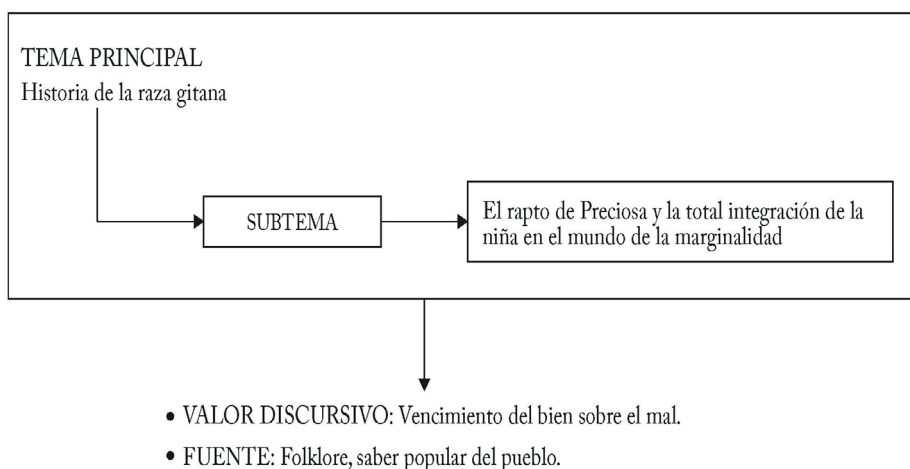 TEMA PRINCIPAL
Historia de la raza gitana
SUBTEMA
El rapto de Preciosa y la total integración de la
niña en el mundo de la marginalidad
• VALOR DISCURSIVO: Vencimiento del bien sobre el mal.
• FUENTE: Folklore, saber popular del pueblo.